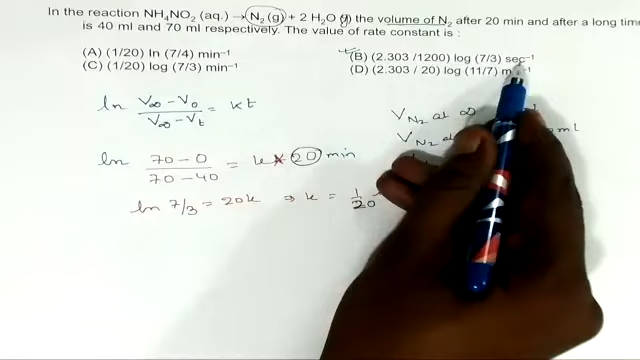 In the reaction NH₄NO₂ (aq.) → N₂ (g) + 2 H₂O (g) the volume of N₂ after 20 min and after a long time
is 40 ml and 70 ml respectively. The value of rate constant is :
(A) (1/20) ln (7/4) min⁻¹ (B) (2.303 /1200) log (7/3) sec⁻¹
(C) (1/20) log (7/3) min⁻¹ (D) (2.303 / 20) log (11/7)
ln (V∞ − V₀)/(V∞ − Vt) = kt
V N₂ at ∞
V N₂ at ml
ln (70 − 0)/(70 − 40) = k × 20 min
ln 7/3 = 20k ⇒ k = 1/20